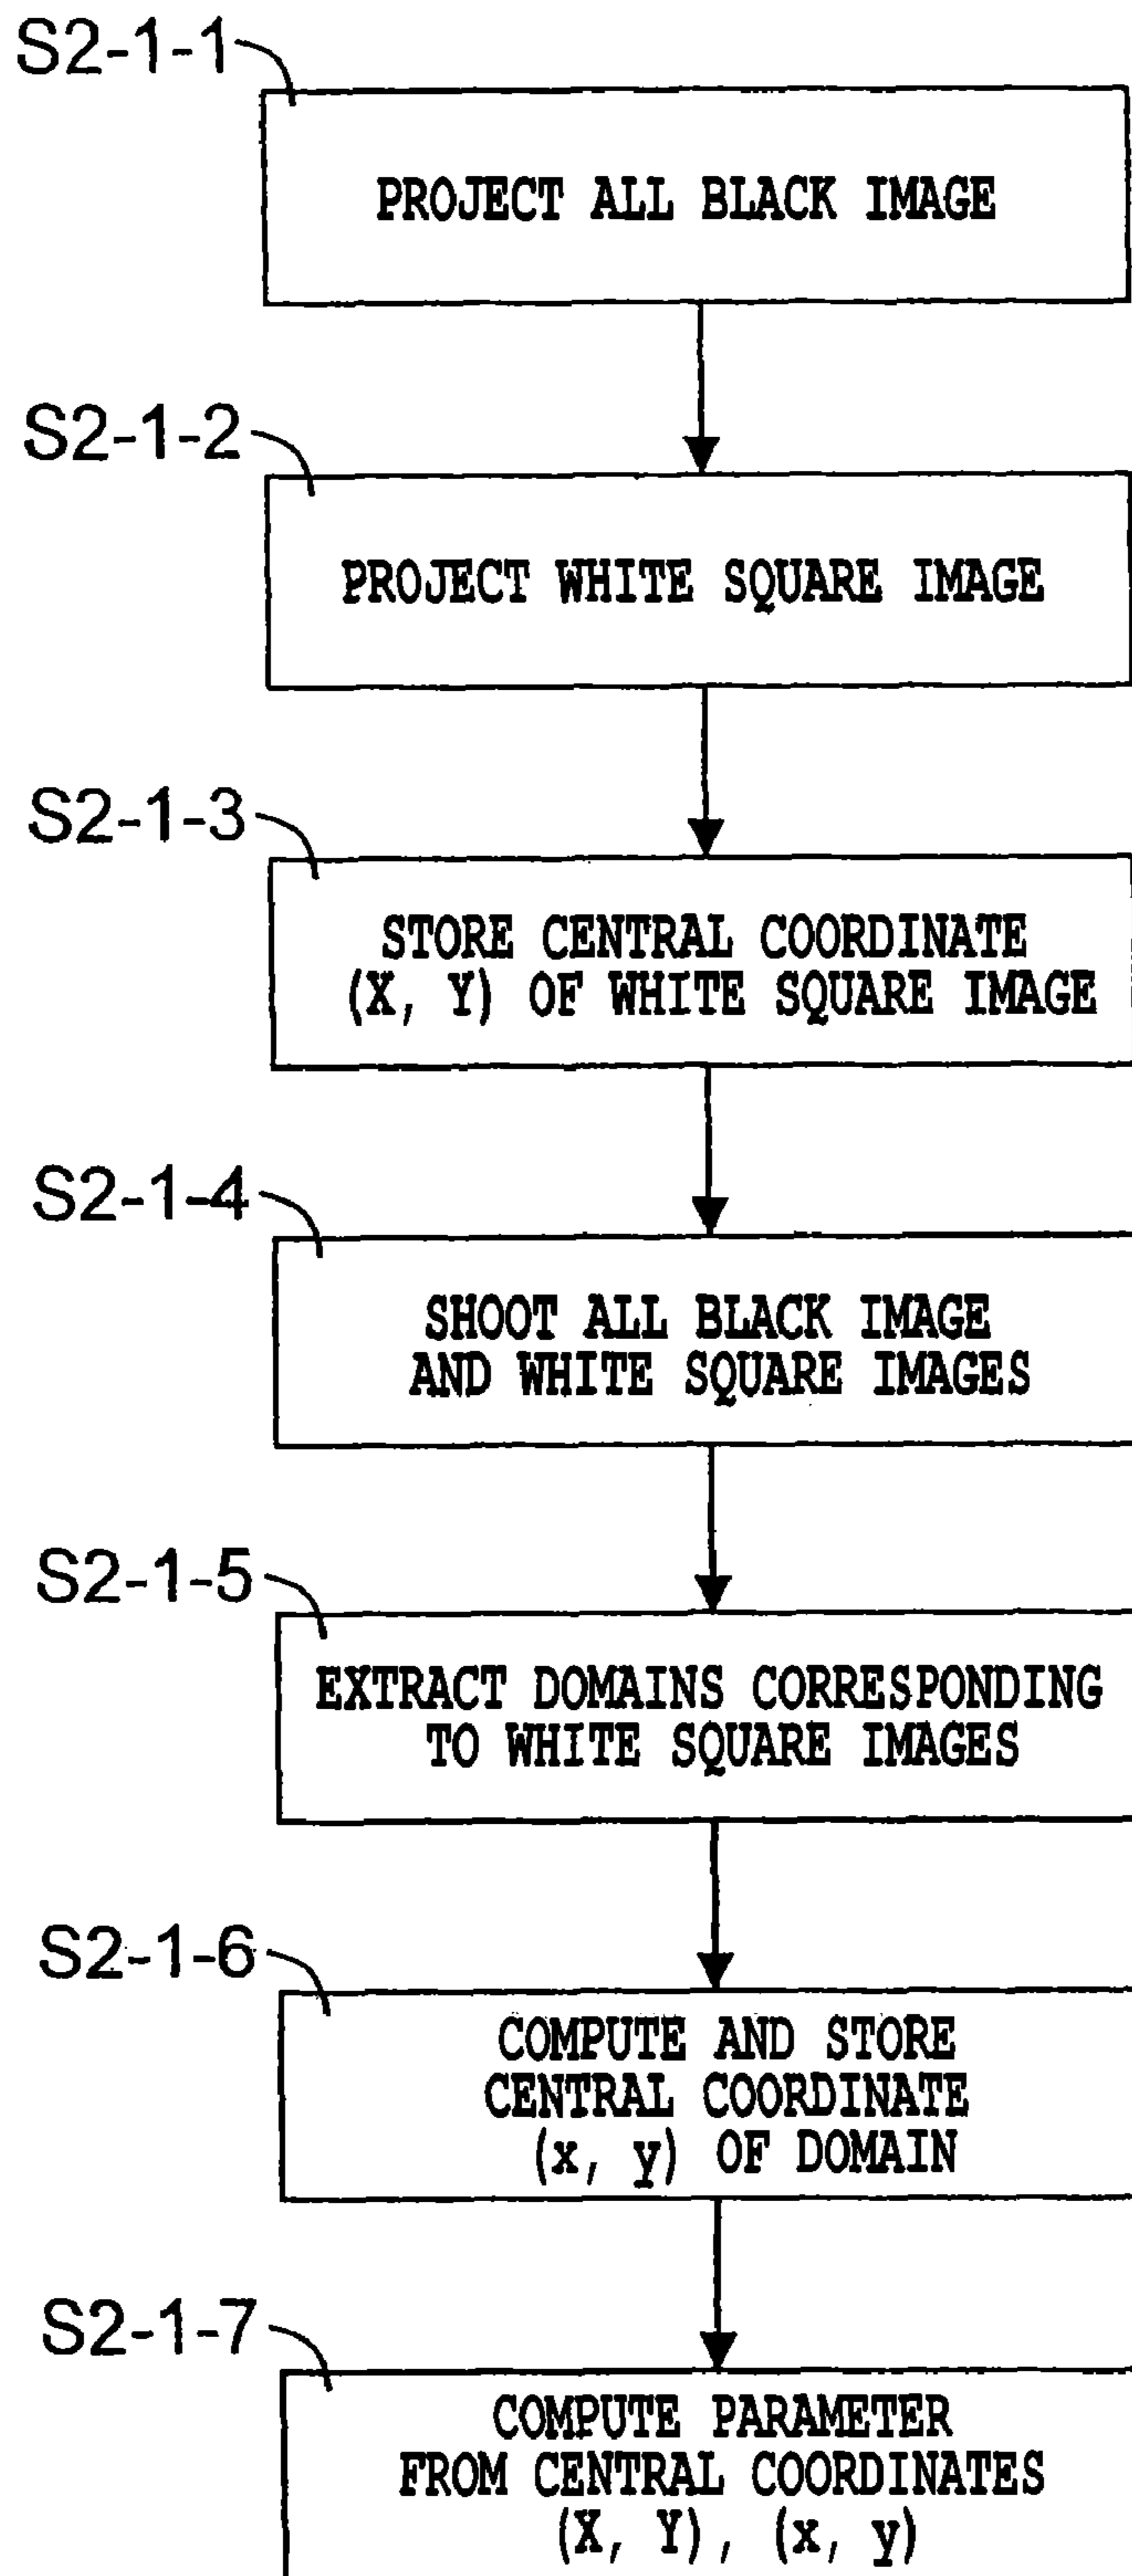 S2-1-1
PROJECT ALL BLACK IMAGE
S2-1-2
PROJECT WHITE SQUARE IMAGE
S2-1-3
STORE CENTRAL COORDINATE
(X, Y) OF WHITE SQUARE IMAGE
S2-1-4
SHOOT ALL BLACK IMAGE
AND WHITE SQUARE IMAGES
S2-1-5
EXTRACT DOMAINS CORRESPONDING
TO WHITE SQUARE IMAGES
S2-1-6
COMPUTE AND STORE
CENTRAL COORDINATE
(x, y) OF DOMAIN
S2-1-7
COMPUTE PARAMETER
FROM CENTRAL COORDINATES
(X, Y), (x, y)